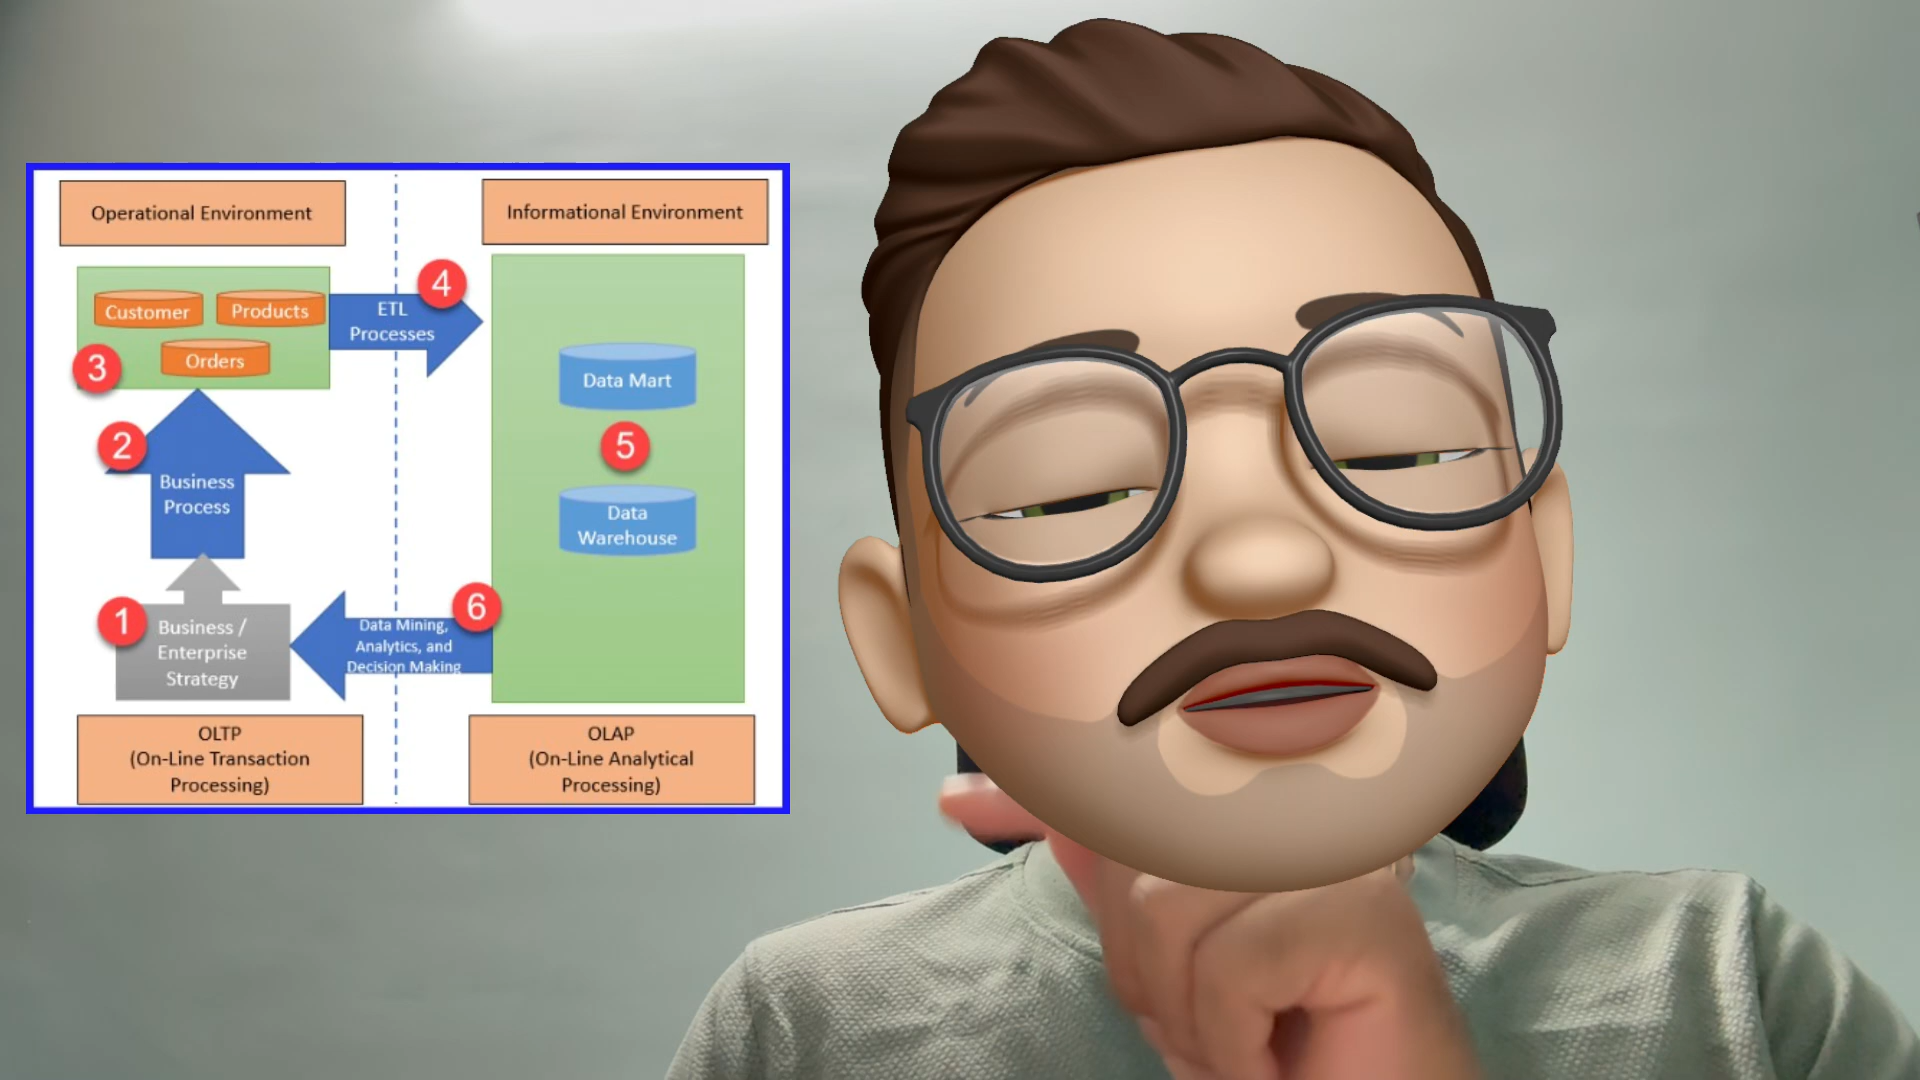 Operational Environment
Informational Environment
4
Customer
Products
ETL
Processes
Orders
3
Data Mart
2
5
Business
Process
Data
Warehouse
6
1
Business /
Enterprise
Strategy
Data Mining,
Analytics, and
Decision Making
OLTP
(On-Line Transaction
Processing)
OLAP
(On-Line Analytical
Processing)